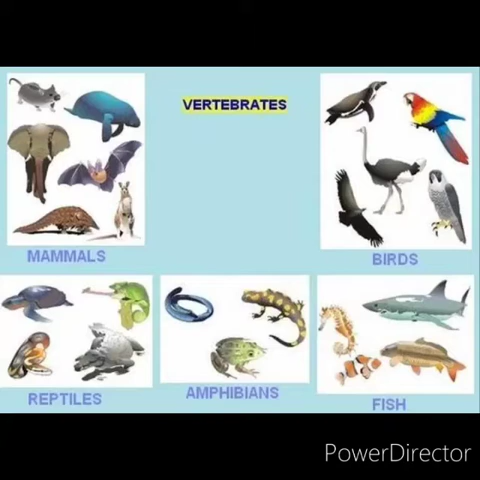 VERTEBRATES
MAMMALS
BIRDS
REPTILES
AMPHIBIANS
FISH
PowerDirector